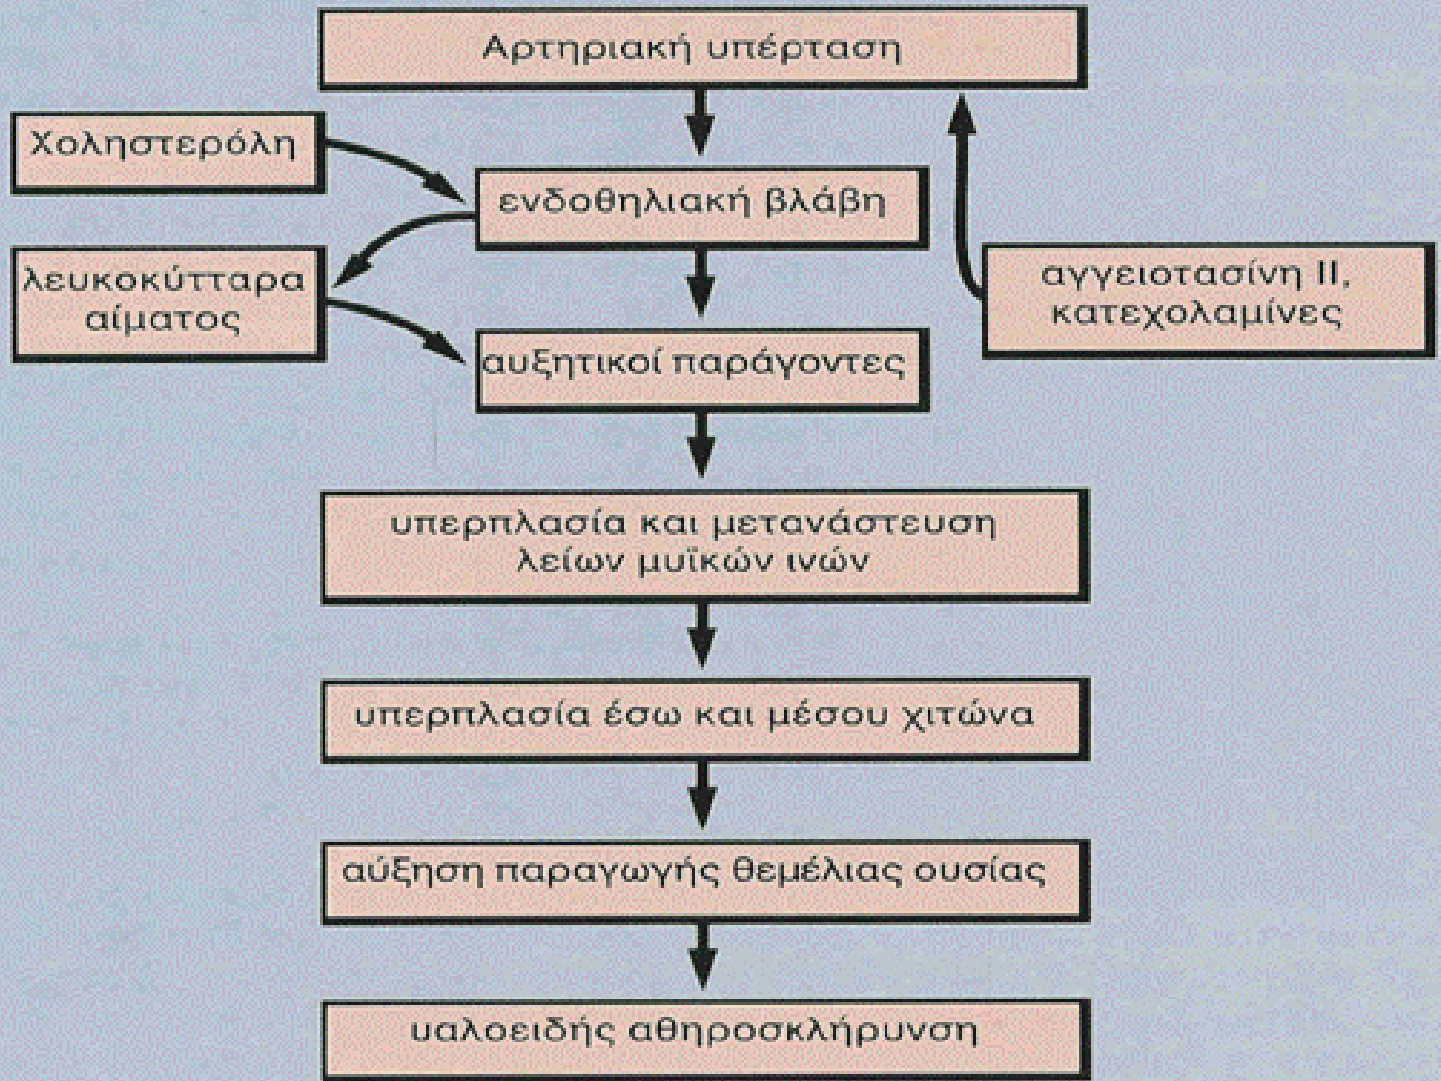 Αρτηριακή υπέρταση
Χοληστερόλη
ενδοθηλιακή βλάβη
λευκοκύτταρα
αίματος
αγγειοτασίνη II,
κατεχολαμίνες
αυξητικοί παράγοντες
υπερπλασία και μετανάστευση
λείων μυϊκών ινών
υπερπλασία έσω και μέσου χιτώνα
αύξηση παραγωγής θεμέλιας ουσίας
υαλοειδής αθηροσκλήρυνση